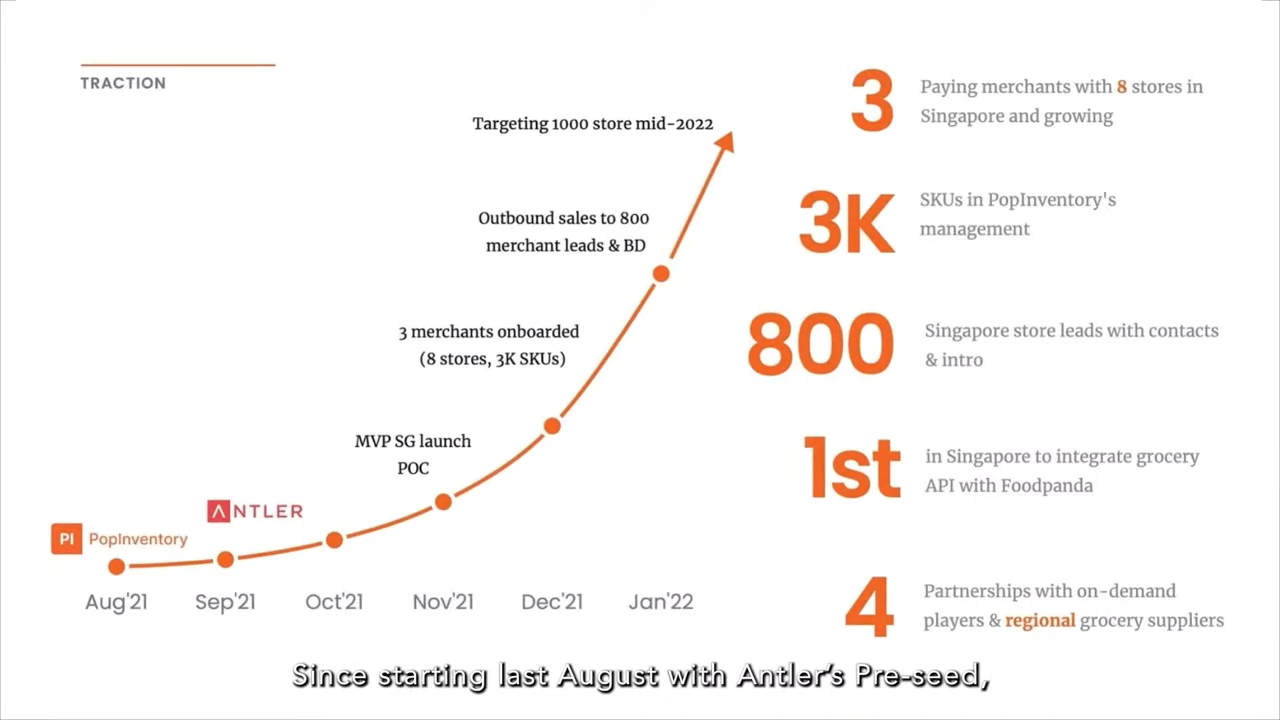 TRACTION
Targeting 1000 store mid-2022
Outbound sales to 800
merchant leads & BD
3 merchants onboarded
(8 stores, 3K SKUs)
MVP SG launch
POC
ANTLER
PI PopInventory
Aug'21 Sep'21 Oct'21 Nov'21 Dec'21 Jan'22
3
Paying merchants with 8 stores in
Singapore and growing
3K
SKUs in PopInventory's
management
800
Singapore store leads with contacts
& intro
1st
in Singapore to integrate grocery
API with Foodpanda
4
Partnerships with on-demand
players & regional grocery suppliers
Since starting last August with Antler's Pre-seed,